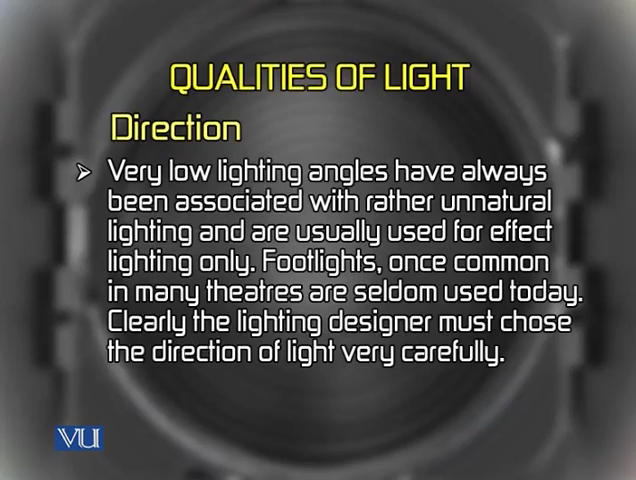 QUALITIES OF LIGHT
Direction
Very low lighting angles have always
been associated with rather unnatural
lighting and are usually used for effect
lighting only. Footlights, once common
in many theatres are seldom used today.
Clearly the lighting designer must chose
the direction of light very carefully.
VU